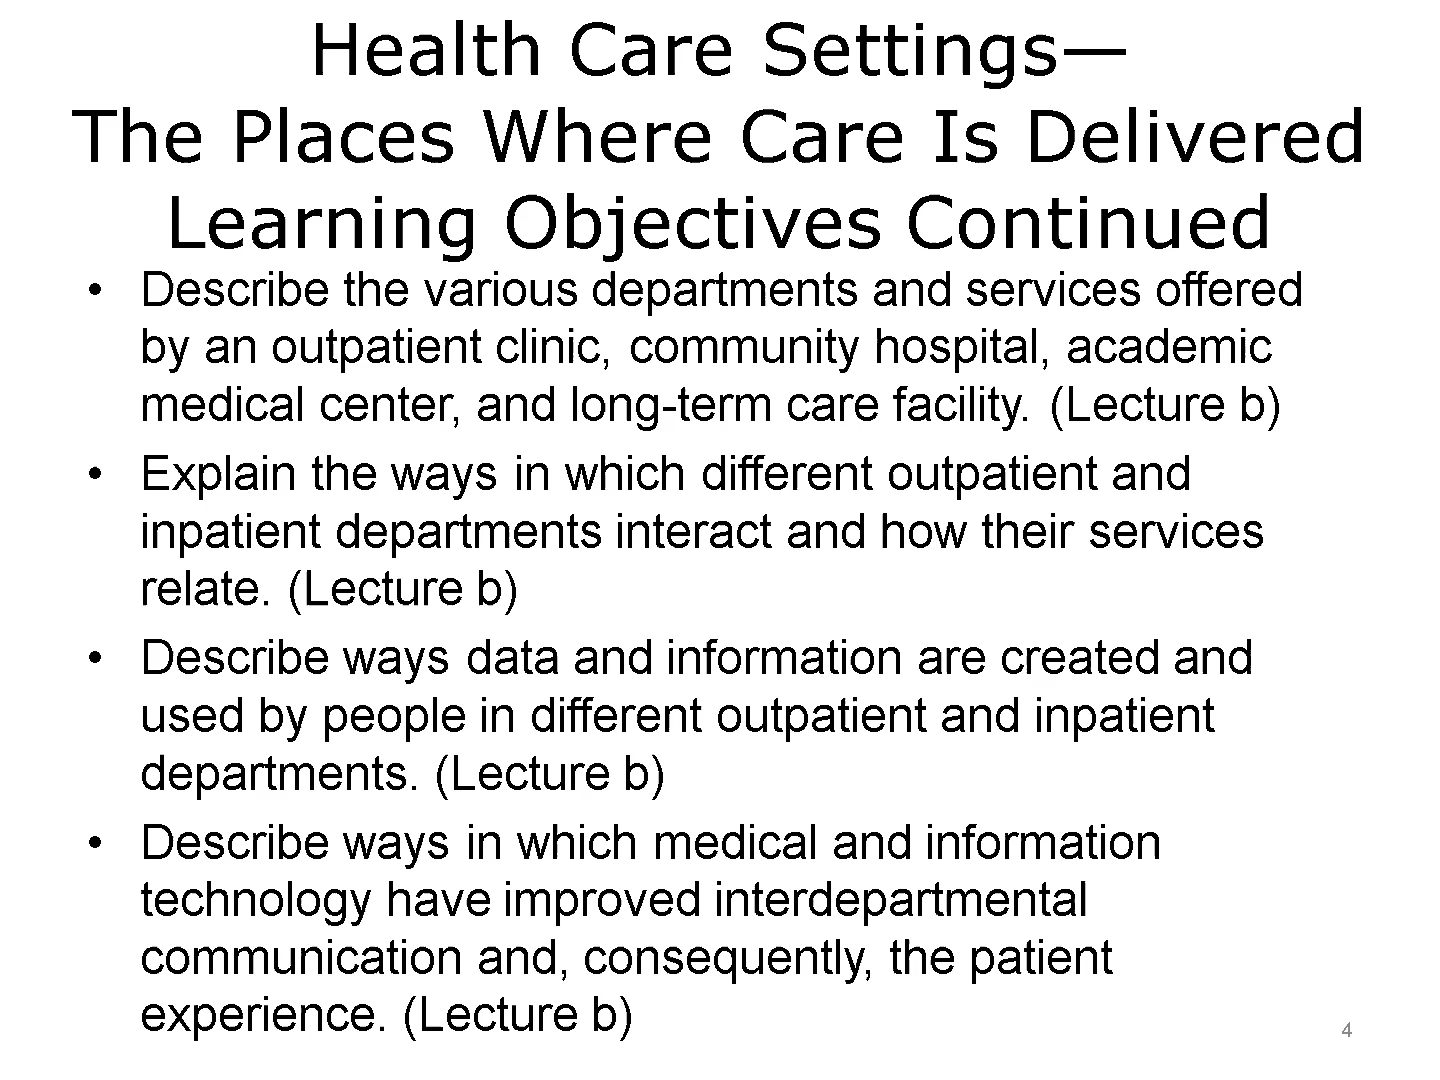 Health Care Settings—
The Places Where Care Is Delivered
Learning Objectives Continued
• Describe the various departments and services offered
by an outpatient clinic, community hospital, academic
medical center, and long-term care facility. (Lecture b)
• Explain the ways in which different outpatient and
inpatient departments interact and how their services
relate. (Lecture b)
• Describe ways data and information are created and
used by people in different outpatient and inpatient
departments. (Lecture b)
• Describe ways in which medical and information
technology have improved interdepartmental
communication and, consequently, the patient
experience. (Lecture b)
4